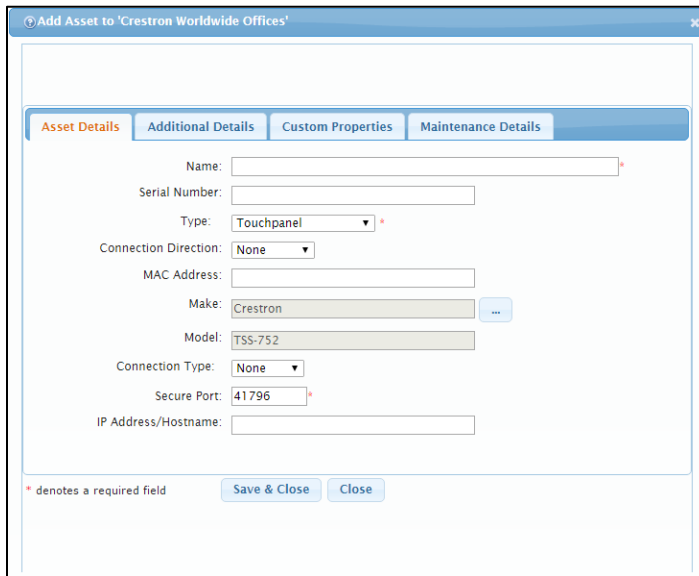 Add Asset to 'Crestron Worldwide Offices'
Asset Details Additional Details Custom Properties Maintenance Details
Name: *
Serial Number:
Type: Touchpanel *
Connection Direction: None
MAC Address:
Make: Crestron ...
Model: TSS-752
Connection Type: None
Secure Port: 41796 *
IP Address/Hostname:
* denotes a required field Save & Close Close